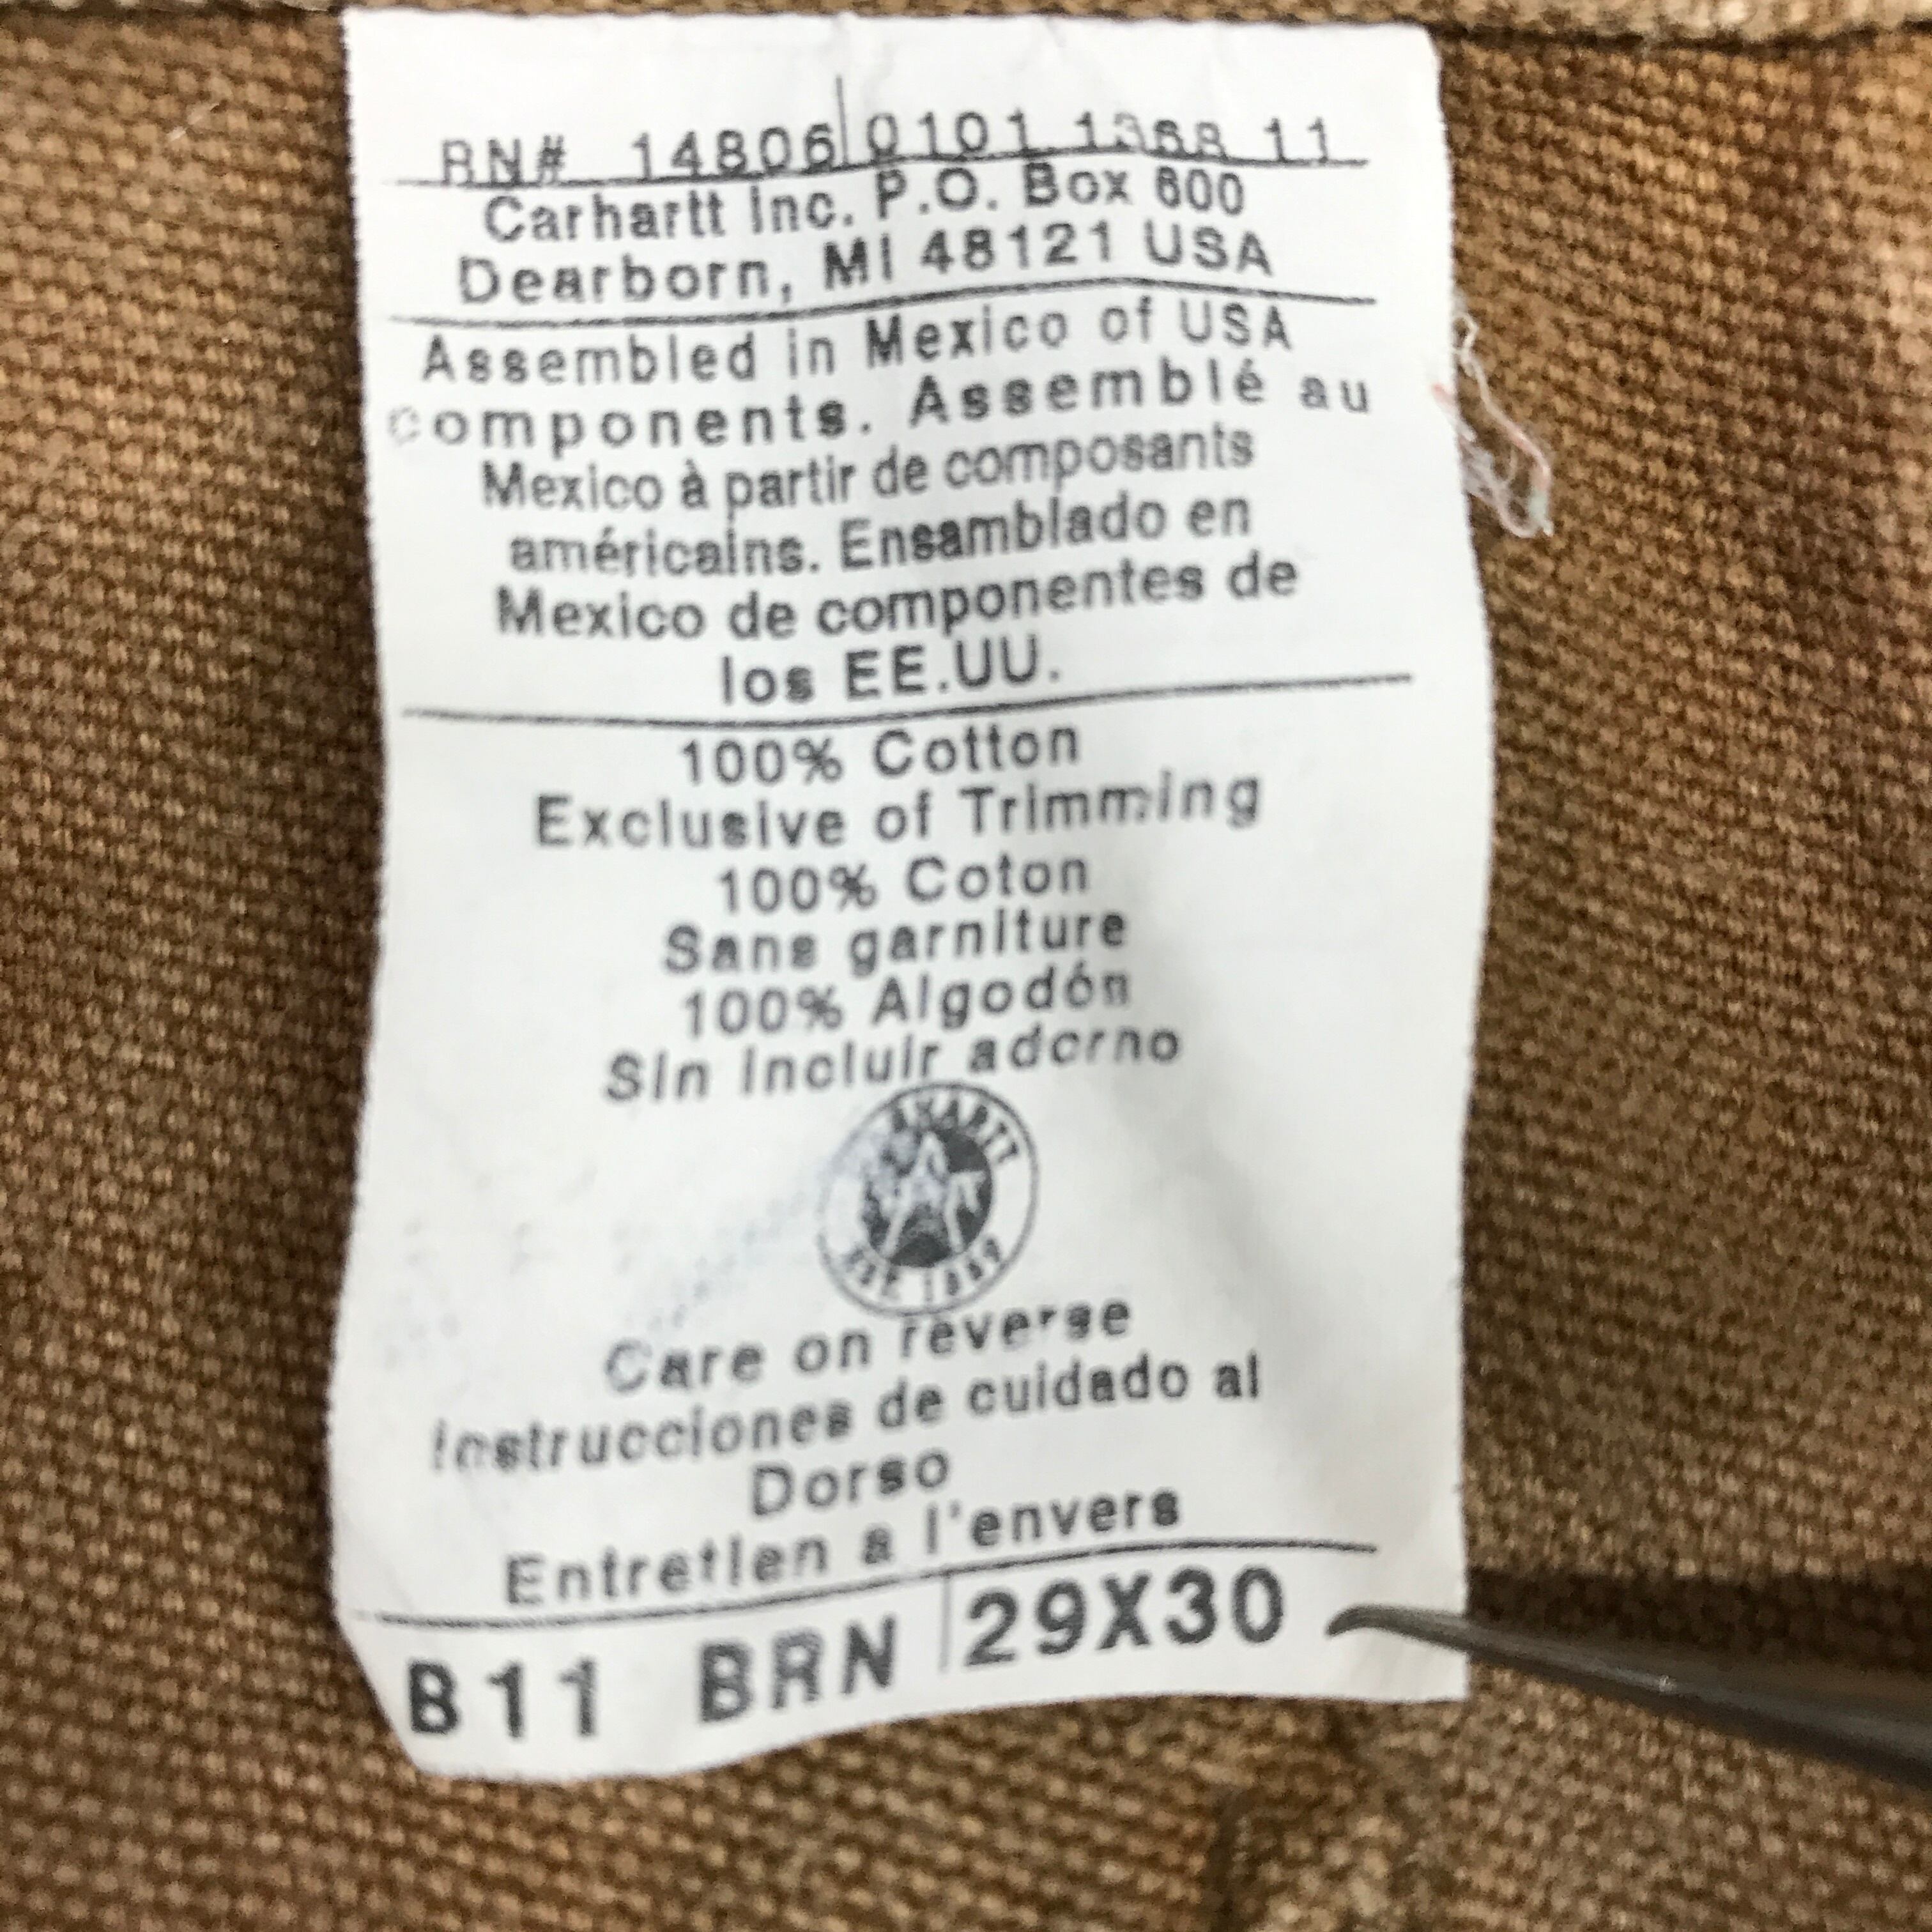 RN# 14806 0101 1368 11
Carhartt Inc. P.O. Box 600
Dearborn, MI 48121 USA
Assembled in Mexico of USA
components. Assemblé au
Mexico à partir de composants
américains. Ensamblado en
Mexico de componentes de
los EE.UU.
100% Cotton
Exclusive of Trimming
100% Coton
Sans garniture
100% Algodón
Sin incluir adorno
CARHARTT
EST. 1889
Care on reverse
Instrucciones de cuidado al
Dorso
Entretien a l'envers
B11 BRN 29X30